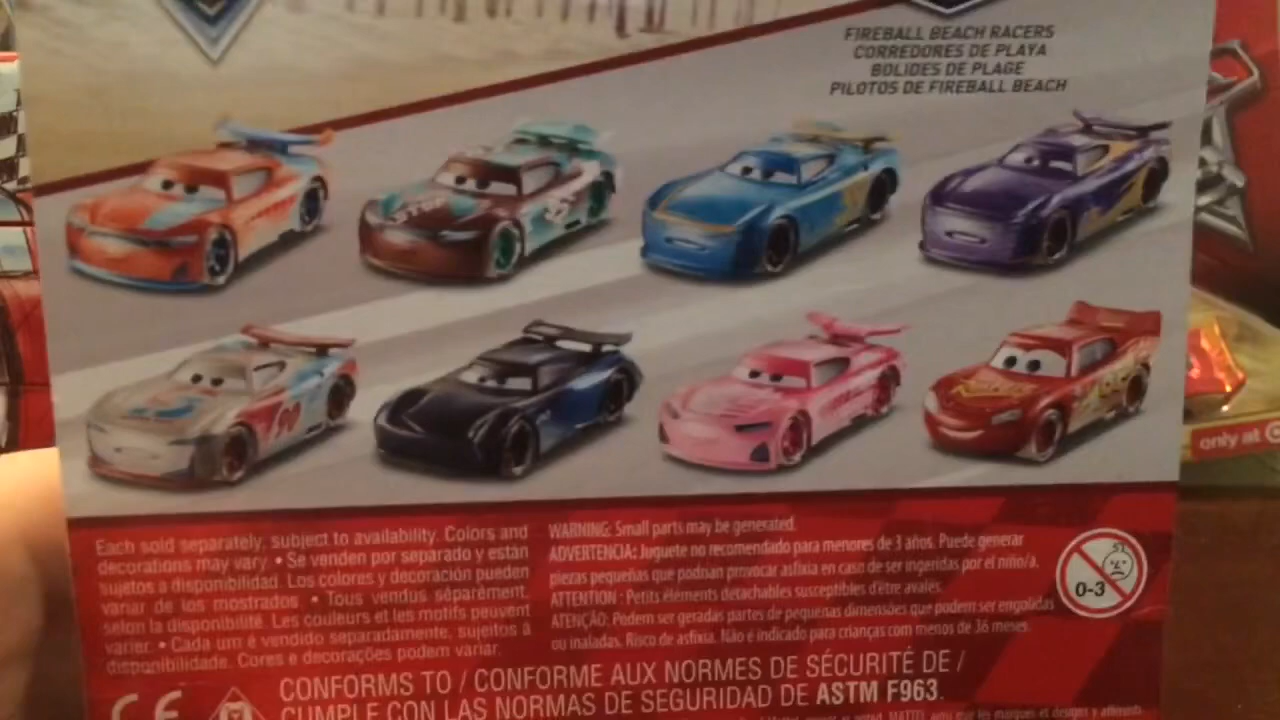 FIREBALL BEACH RACERS
CORREDORES DE PLAYA
BOLIDES DE PLAGE
PILOTOS DE FIREBALL BEACH
only at
Each sold separately, subject to availability. Colors and
decorations may vary. • Se venden por separado y están
sujetos a disponibilidad. Los colores y decoración pueden
variar de los mostrados. • Tous vendus séparément,
selon la disponibilité. Les couleurs et les motifs peuvent
varier. • Cada um é vendido separadamente, sujeitos à
disponibilidade. Cores e decorações podem variar.
WARNING: Small parts may be generated.
ADVERTENCIA: Juguete no recomendado para menores de 3 años. Puede generar
piezas pequeñas que podrían provocar asfixia en caso de ser ingeridas por el niño/a.
ATTENTION : Petits éléments détachables susceptibles d'être avalés.
ATENÇÃO: Podem ser geradas partes de pequenas dimensões que podem ser engolidas
ou inaladas. Risco de asfixia. Não é indicado para crianças com menos de 36 meses.
0-3
CE
CONFORMS TO / CONFORME AUX NORMES DE SÉCURITÉ DE /
CUMPLE CON LAS NORMAS DE SEGURIDAD DE ASTM F963.